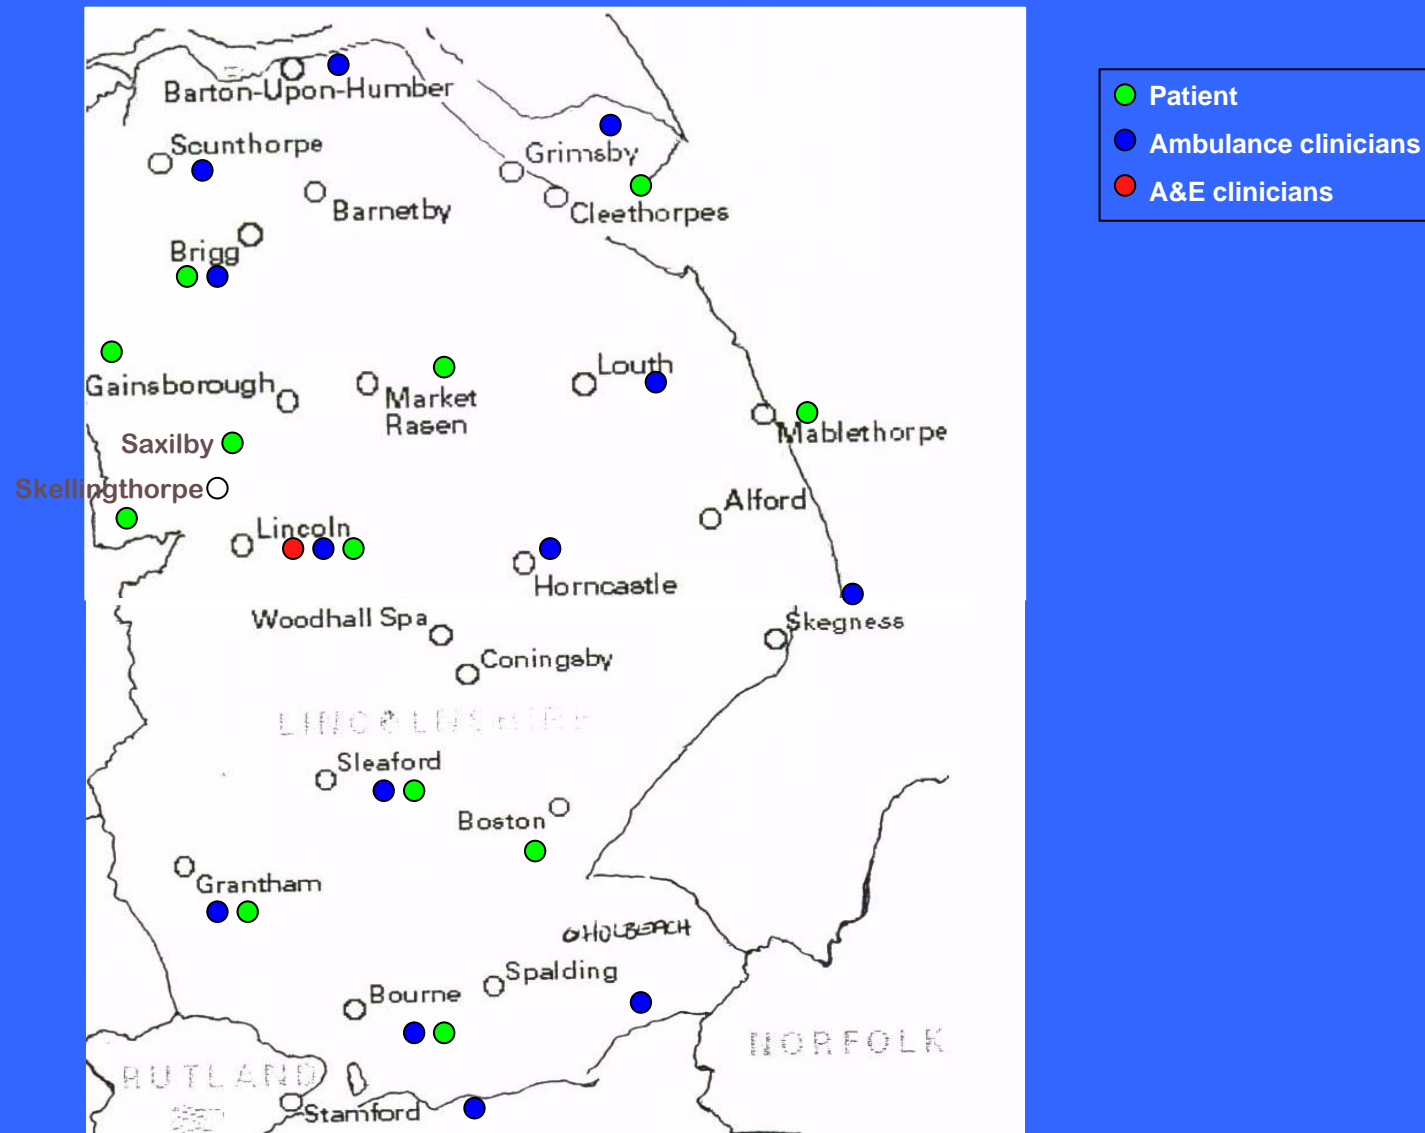 Barton-Upon-Humber
Scunthorpe
Grimsby
Barnetby
Cleethorpes
Brigg
Louth
Gainsborough
Market
Rasen
Mablethorpe
Saxilby
Skellingthorpe
Alford
Lincoln
Horncastle
Woodhall Spa
Skegness
Coningsby
LINCOLNSHIRE
Sleaford
Boston
Grantham
HOLBEACH
Spalding
Bourne
NORFOLK
RUTLAND
Stamford
Patient
Ambulance clinicians
A&E clinicians